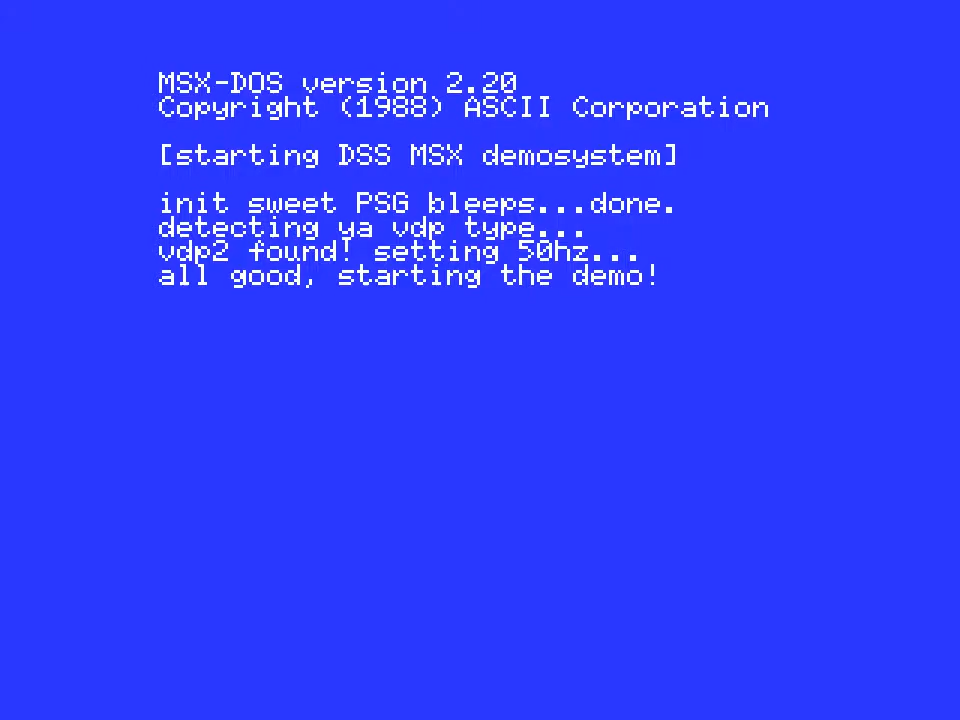 MSX-DOS version 2.20
Copyright (1988) ASCII Corporation
[starting DSS MSX demosystem]
init sweet PSG bleeps...done.
detecting ya vdp type...
vdp2 found! setting 50hz...
all good, starting the demo!